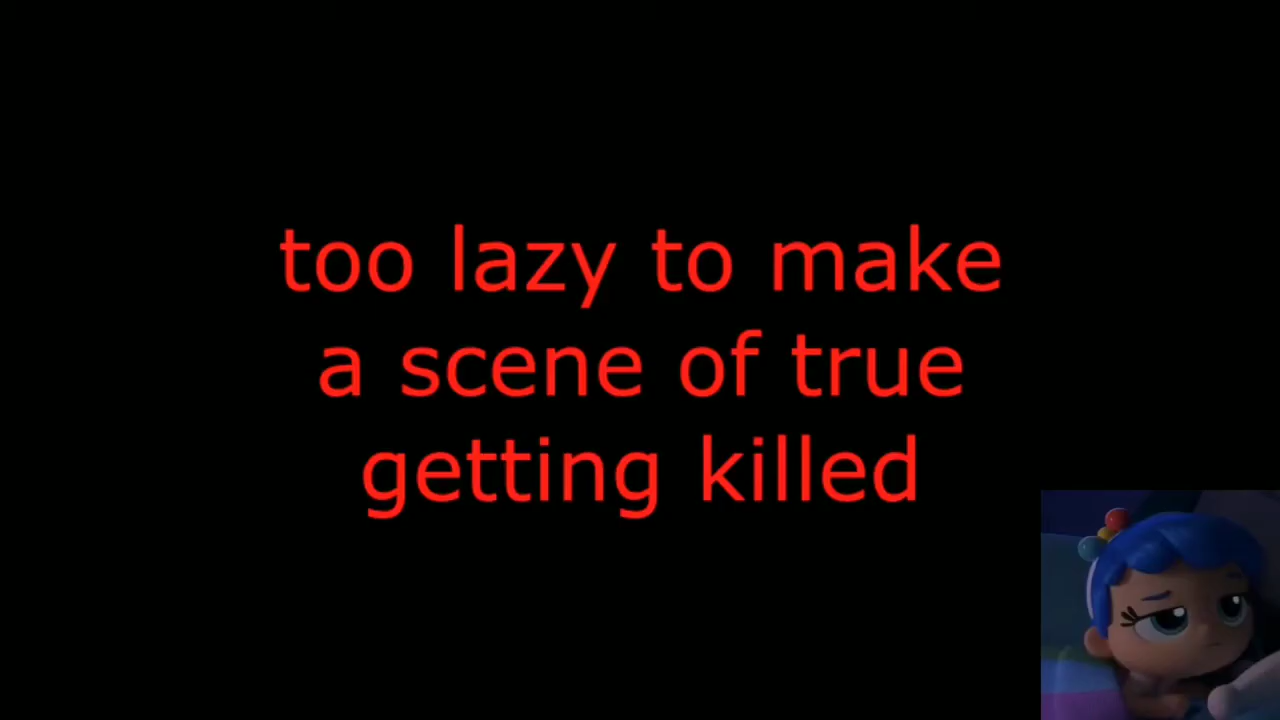 too lazy to make
a scene of true
getting killed